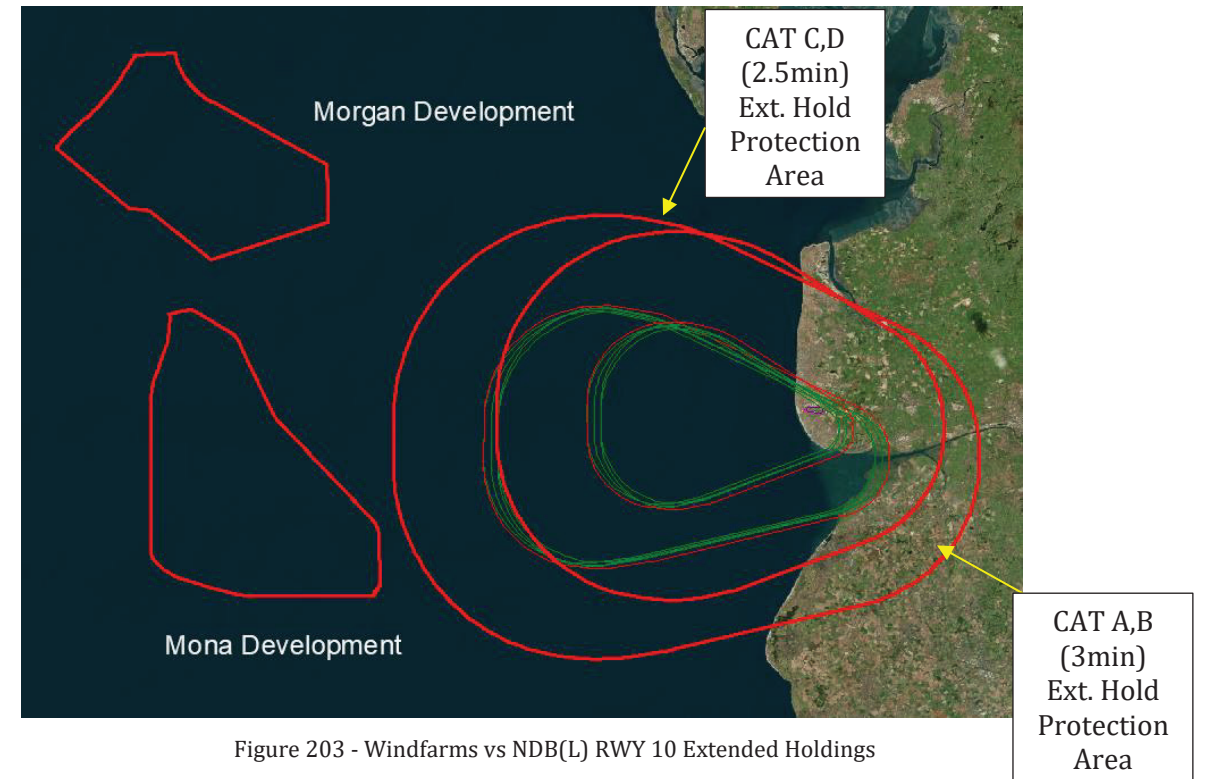 CAT C,D
(2.5min)
Ext. Hold
Protection
Area
Morgan Development
Mona Development
CAT A,B
(3min)
Ext. Hold
Protection
Area
Figure 203 - Windfarms vs NDB(L) RWY 10 Extended Holdings